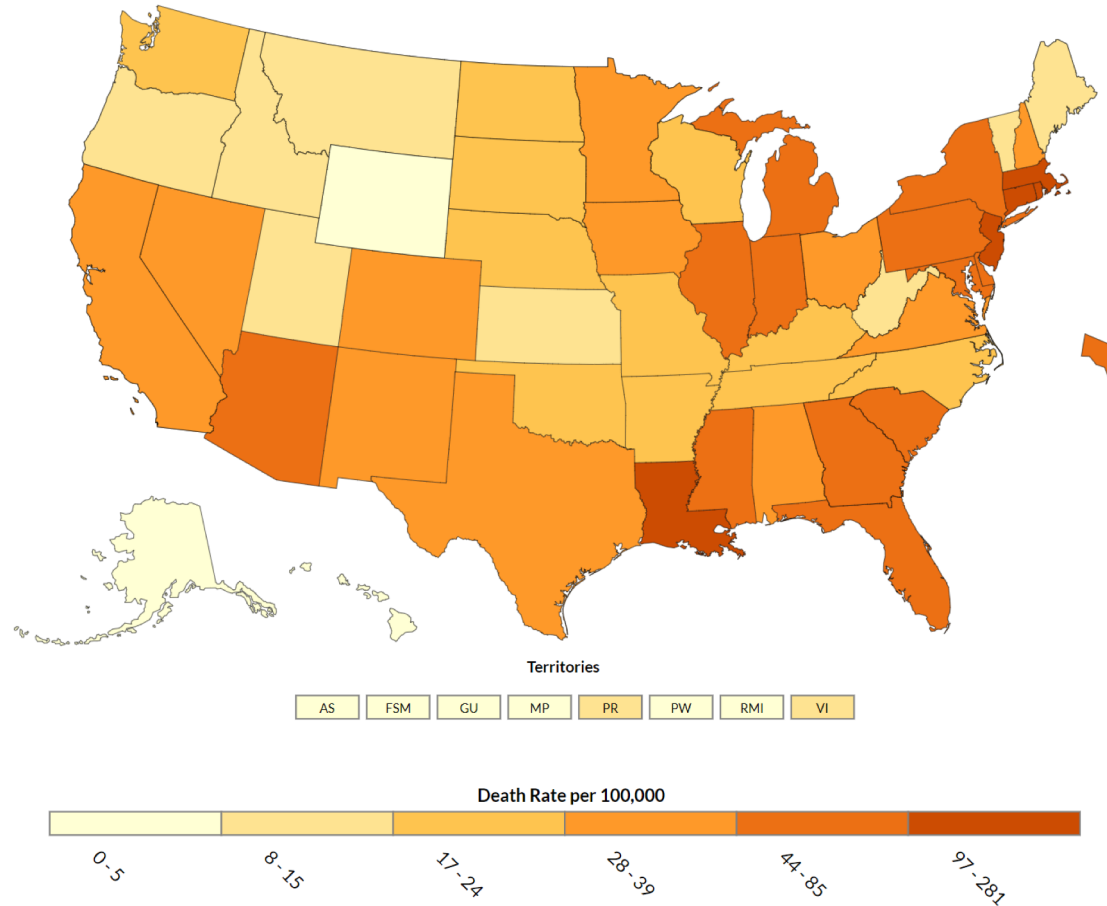 Territories
AS FSM GU MP PR PW RMI VI
Death Rate per 100,000
0 - 5 8 - 15 17 - 24 28 - 39 44 - 85 97 - 281